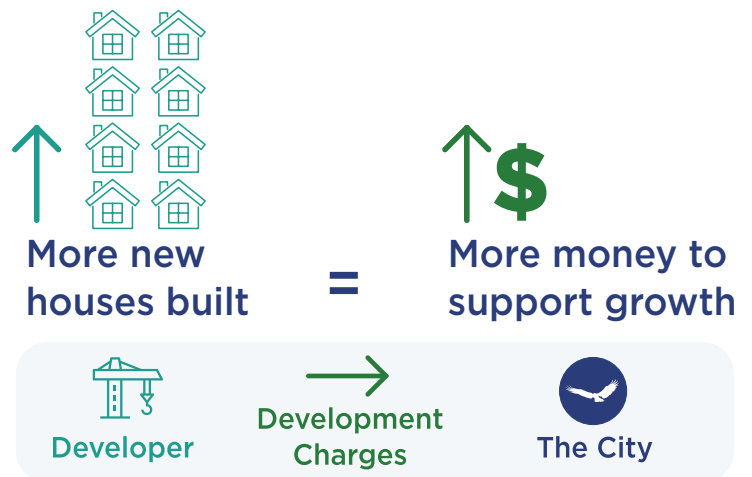 $
More new
houses built
=
More money to
support growth
Developer
Development
Charges
The City